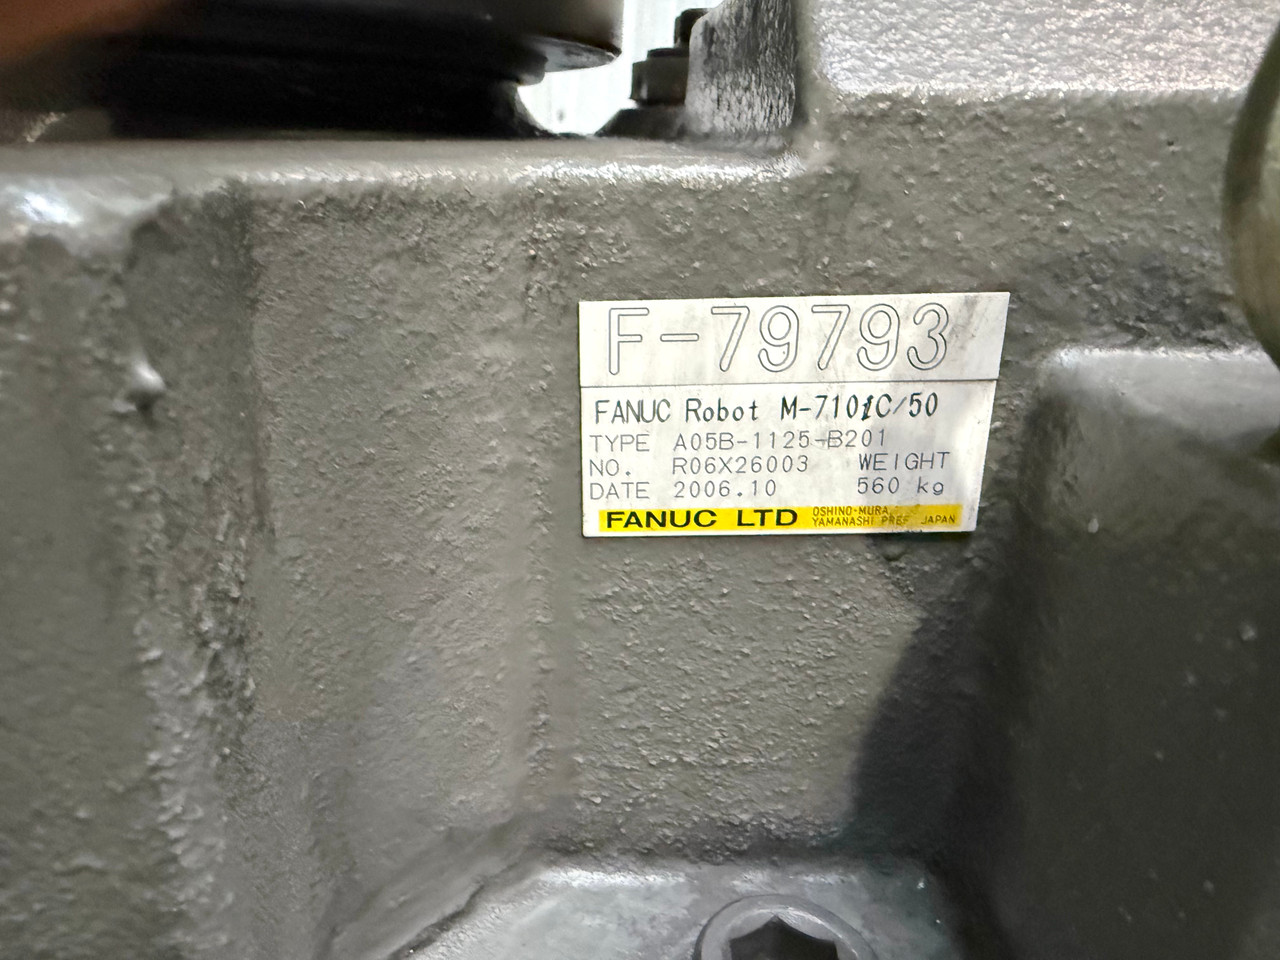 F-79793
FANUC Robot M-710iC/50
TYPE A05B-1125-B201
NO. R06X26003 WEIGHT
DATE 2006.10 560 kg
FANUC LTD OSHINO-MURA,
YAMANASHI PREF. JAPAN